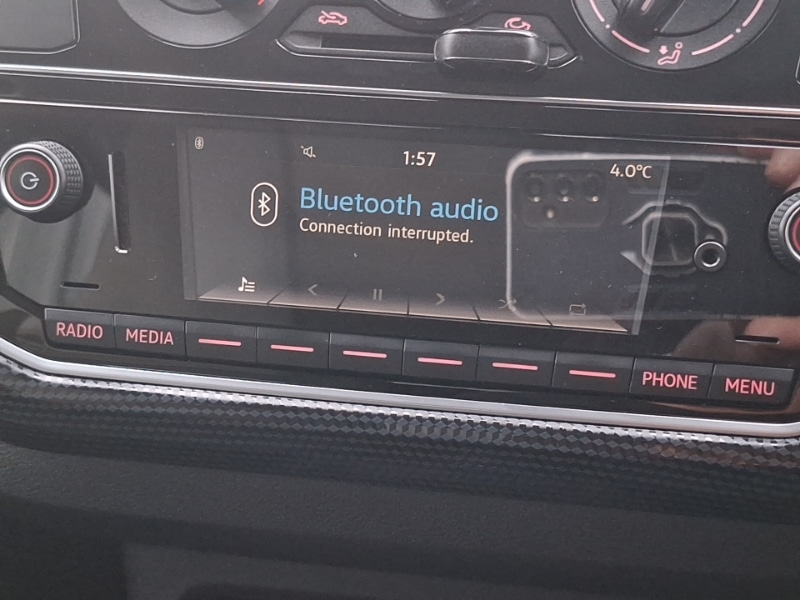 1:57
4.0°C
Bluetooth audio
Connection interrupted.
RADIO
MEDIA
PHONE
MENU